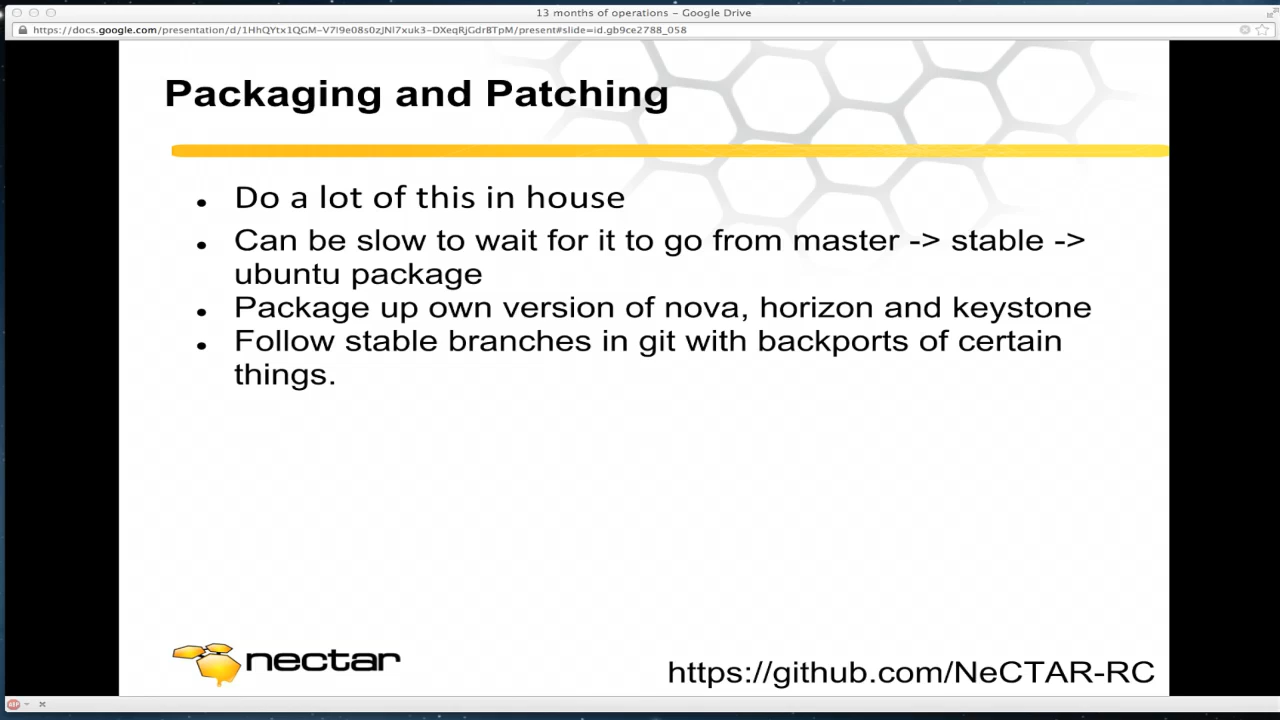 13 months of operations – Google Drive
https://docs.google.com/presentation/d/1HhQYtx1QGM-V7l9e08s0zJNl7xuk3-DXeqRjGdrBTpM/present#slide=id.gb9ce2788_058
Packaging and Patching
• Do a lot of this in house
• Can be slow to wait for it to go from master -> stable ->
ubuntu package
• Package up own version of nova, horizon and keystone
• Follow stable branches in git with backports of certain
things.
nectar
https://github.com/NeCTAR-RC
ABP